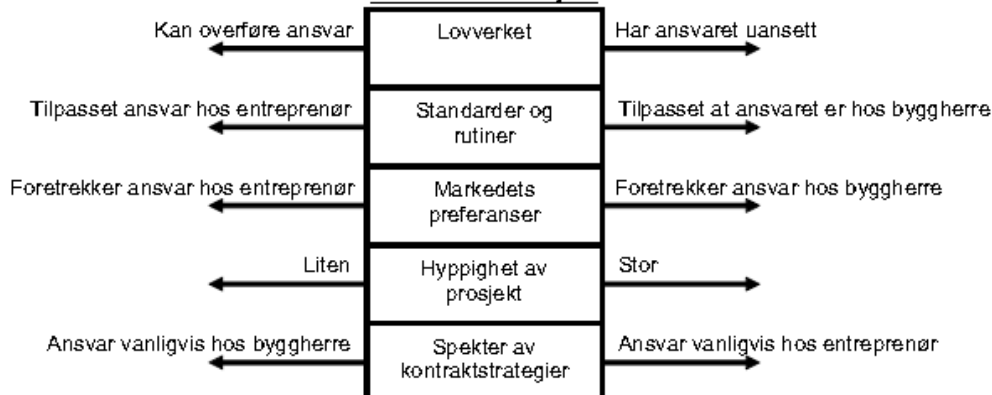 Kan overføre ansvar
Lovverket
Har ansvaret uansett
Tilpasset ansvar hos entreprenør
Standarder og
rutiner
Tilpasset at ansvaret er hos byggherre
Foretrekker ansvar hos entreprenør
Markedets
preferanser
Foretrekker ansvar hos byggherre
Liten
Hyppighet av
prosjekt
Stor
Ansvar vanligvis hos byggherre
Spekter av
kontraktstrategier
Ansvar vanligvis hos entreprenør